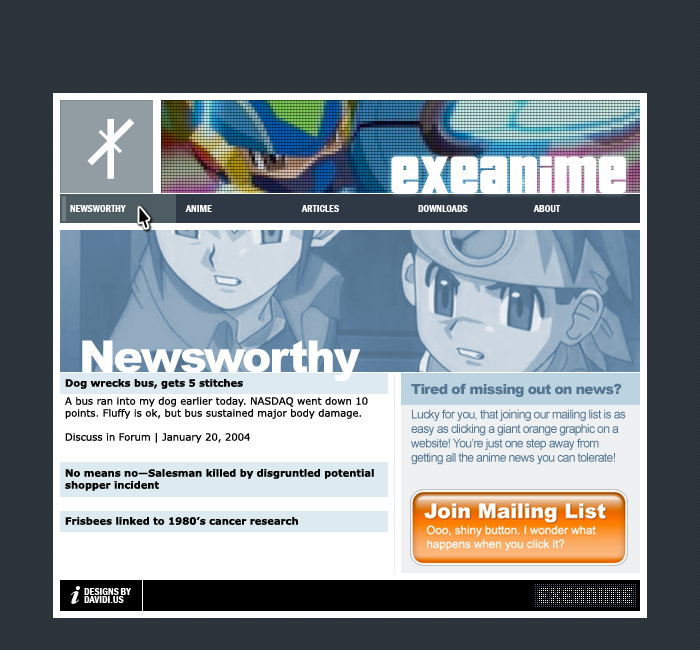 exeanime
NEWSWORTHY
ANIME
ARTICLES
DOWNLOADS
ABOUT
Newsworthy
Dog wrecks bus, gets 5 stitches
A bus ran into my dog earlier today. NASDAQ went down 10
points. Fluffy is ok, but bus sustained major body damage.
Discuss in Forum | January 20, 2004
No means no—Salesman killed by disgruntled potential
shopper incident
Frisbees linked to 1980's cancer research
Tired of missing out on news?
Lucky for you, that joining our mailing list is as
easy as clicking a giant orange graphic on a
website! You're just one step away from
getting all the anime news you can tolerate!
Join Mailing List
Ooo, shiny button. I wonder what
happens when you click it?
i DESIGNS BY
DAVIDI.US
exeanime